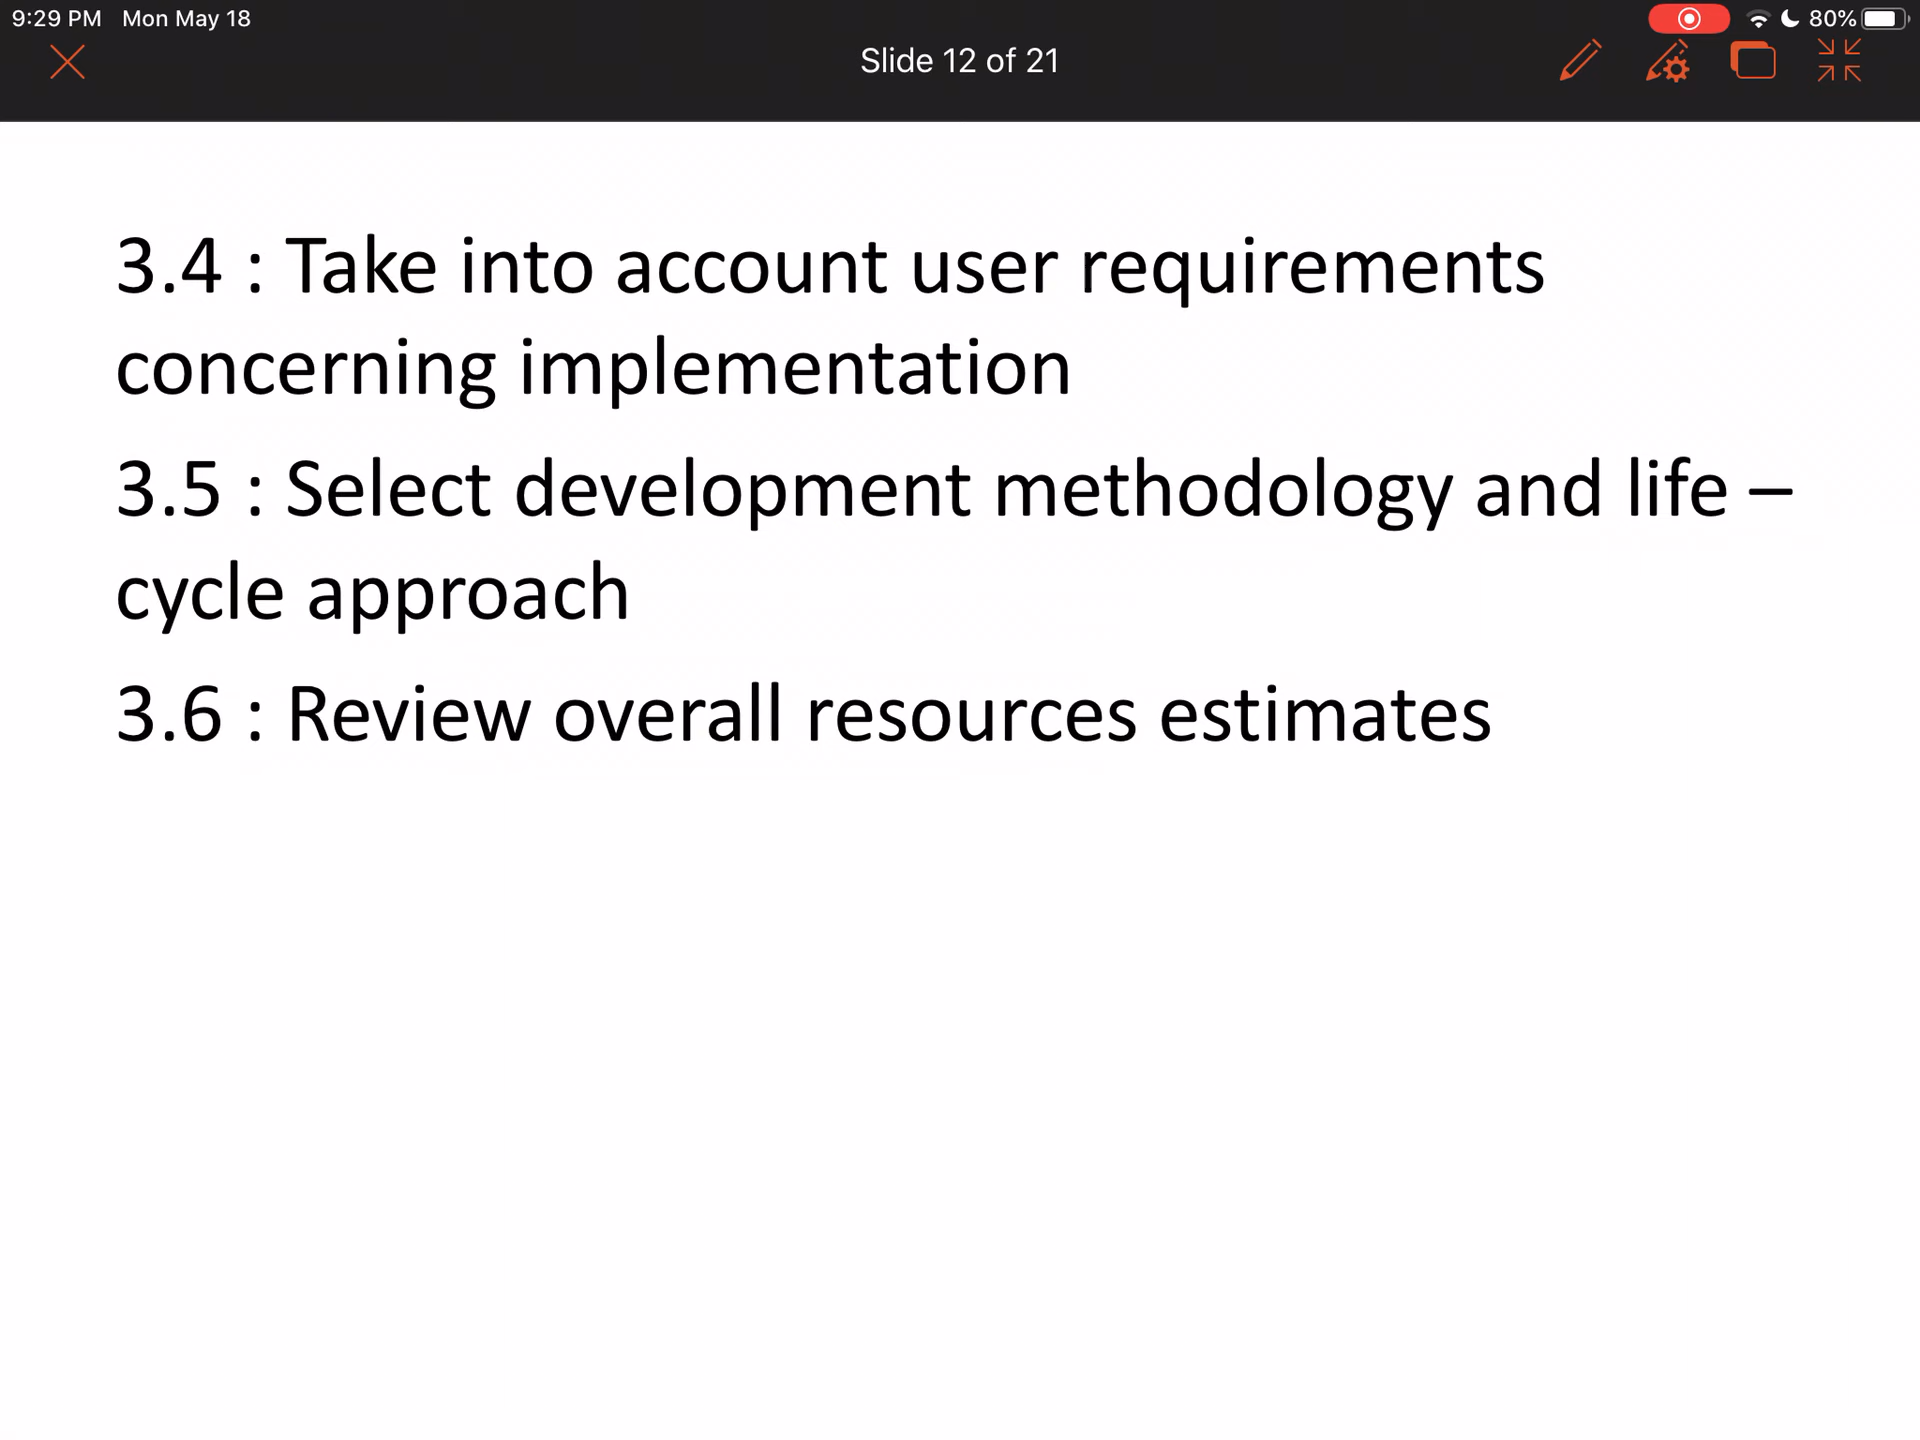 9:29 PM Mon May 18
80%
Slide 12 of 21
3.4 : Take into account user requirements
concerning implementation
3.5 : Select development methodology and life –
cycle approach
3.6 : Review overall resources estimates